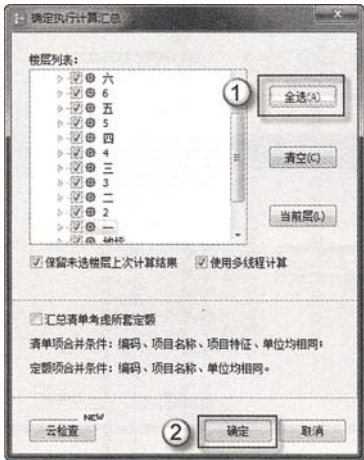 确定执行计算汇总
楼层列表:
六
6
五
5
四
4
三
3
二
2
一
① 全选(A)
清空(C)
当前层(L)
保留未选楼层上次计算结果 使用多线程计算
汇总清单考虑所套定额
清单项合并条件:编码、项目名称、项目特征、单位均相同;
定额项合并条件:编码、项目名称、单位均相同。
NEW
云检查 ② 确定 取消